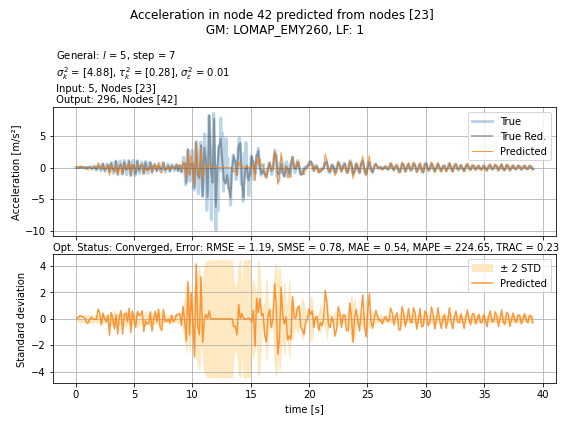 Acceleration in node 42 predicted from nodes [23]
GM: LOMAP_EMY260, LF: 1
General: l = 5, step = 7
σ²ₖ = [4.88], τ²ₖ = [0.28], σ²ε = 0.01
Input: 5, Nodes [23]
Output: 296, Nodes [42]
True
True Red.
Predicted
Acceleration [m/s²]
5
0
−5
−10
Opt. Status: Converged, Error: RMSE = 1.19, SMSE = 0.78, MAE = 0.54, MAPE = 224.65, TRAC = 0.23
± 2 STD
Predicted
Standard deviation
4
2
0
−2
−4
0 5 10 15 20 25 30 35 40
time [s]